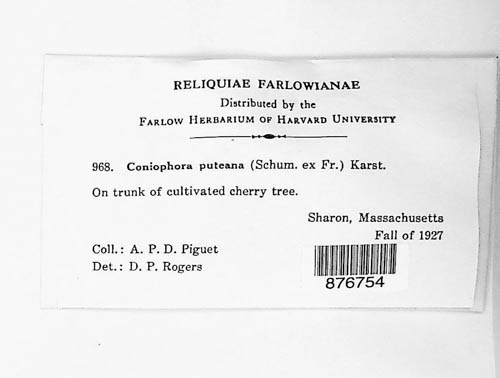 RELIQUIAE FARLOWIANAE
Distributed by the
FARLOW HERBARIUM OF HARVARD UNIVERSITY
968. Coniophora puteana (Schum. ex Fr.) Karst.
On trunk of cultivated cherry tree.
Sharon, Massachusetts
Fall of 1927
Coll.: A. P. D. Piguet
Det.: D. P. Rogers
876754